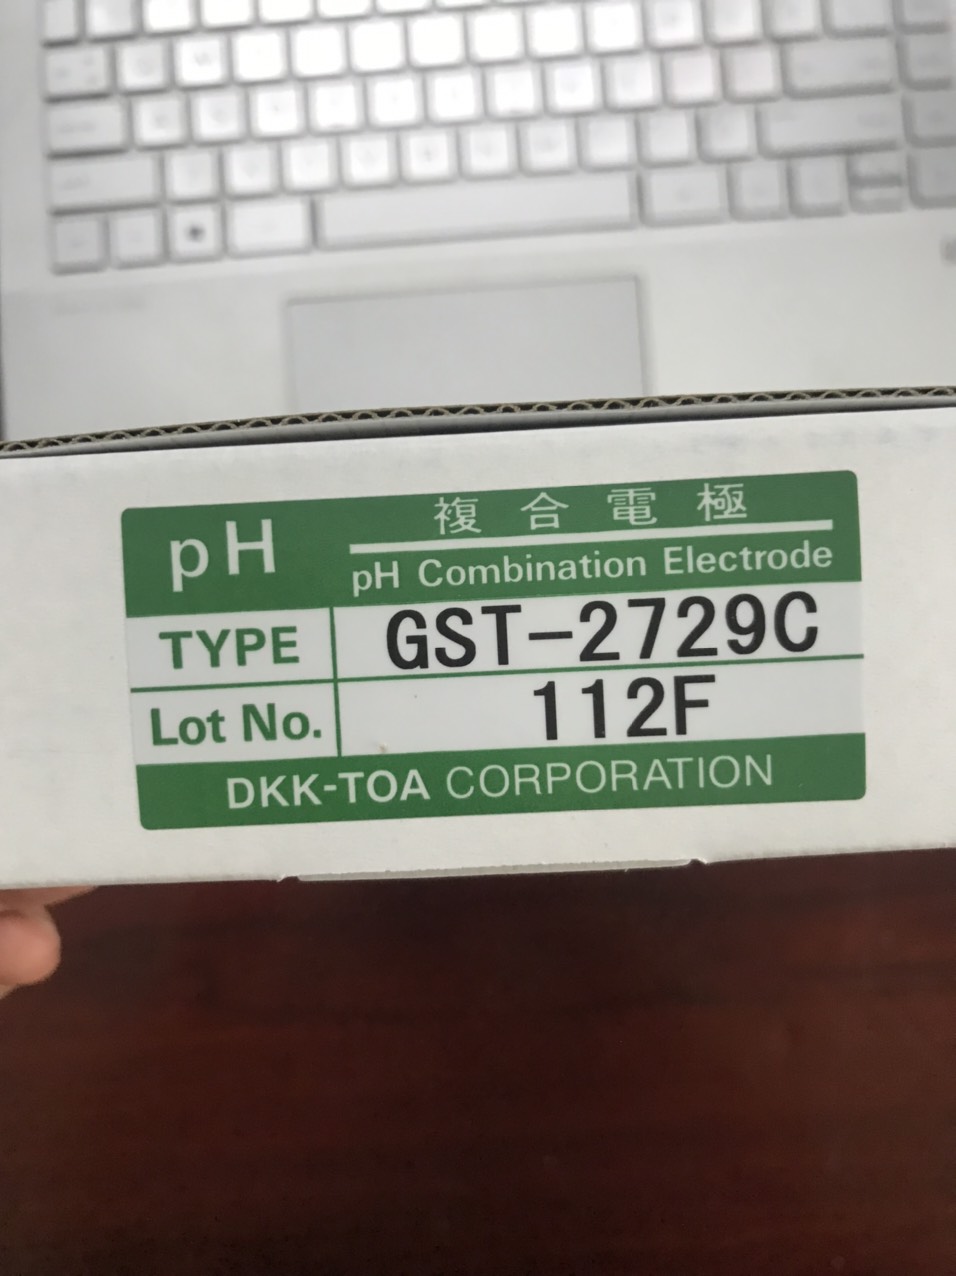 pH
複合電極
pH Combination Electrode
TYPE
GST-2729C
Lot No.
112F
DKK-TOA CORPORATION